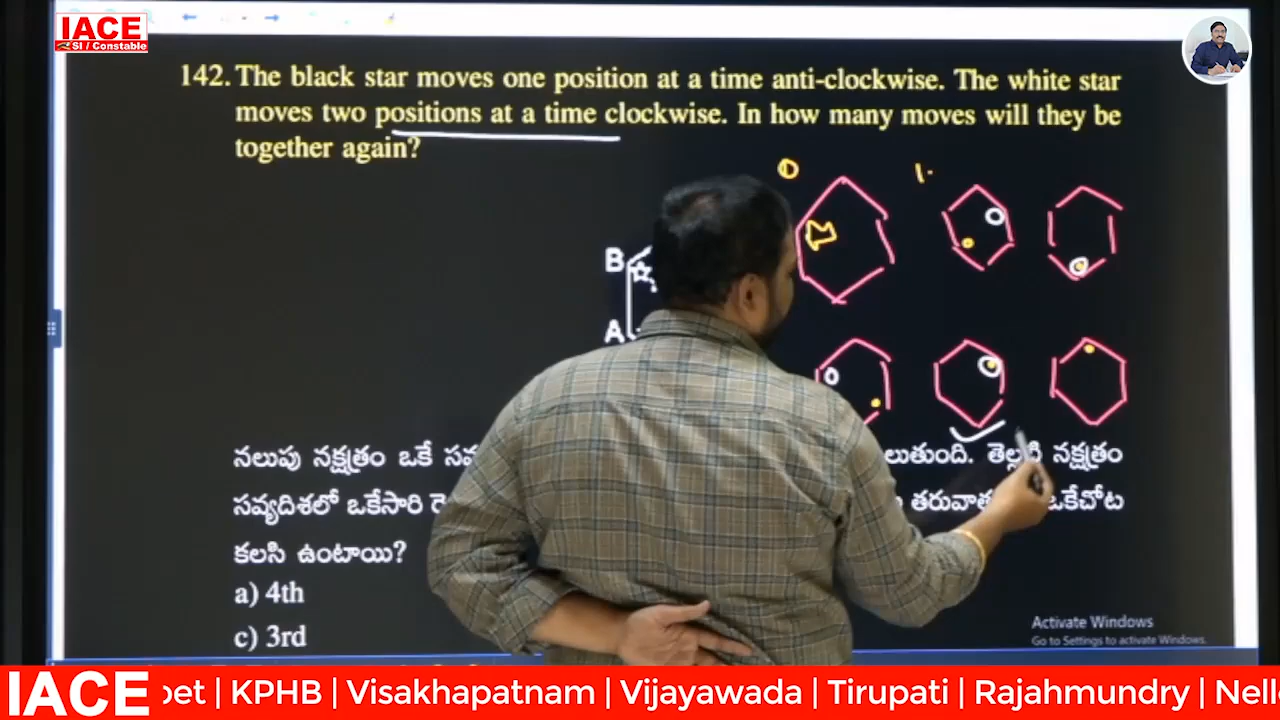 IACE
SI / Constable
142. The black star moves one position at a time anti-clockwise. The white star
moves two positions at a time clockwise. In how many moves will they be
together again?
1.
B
A
నలుపు నక్షత్రం ఒకే
లుతుంది. తెల్లది నక్షత్రం
సవ్యదిశలో ఒకేసారి
తరువాత ఒకేచోట
కలసి ఉంటాయి?
a) 4th
c) 3rd
Activate Windows
Go to Settings to activate Windows.
IACE
pet | KPHB | Visakhapatnam | Vijayawada | Tirupati | Rajahmundry | Nell